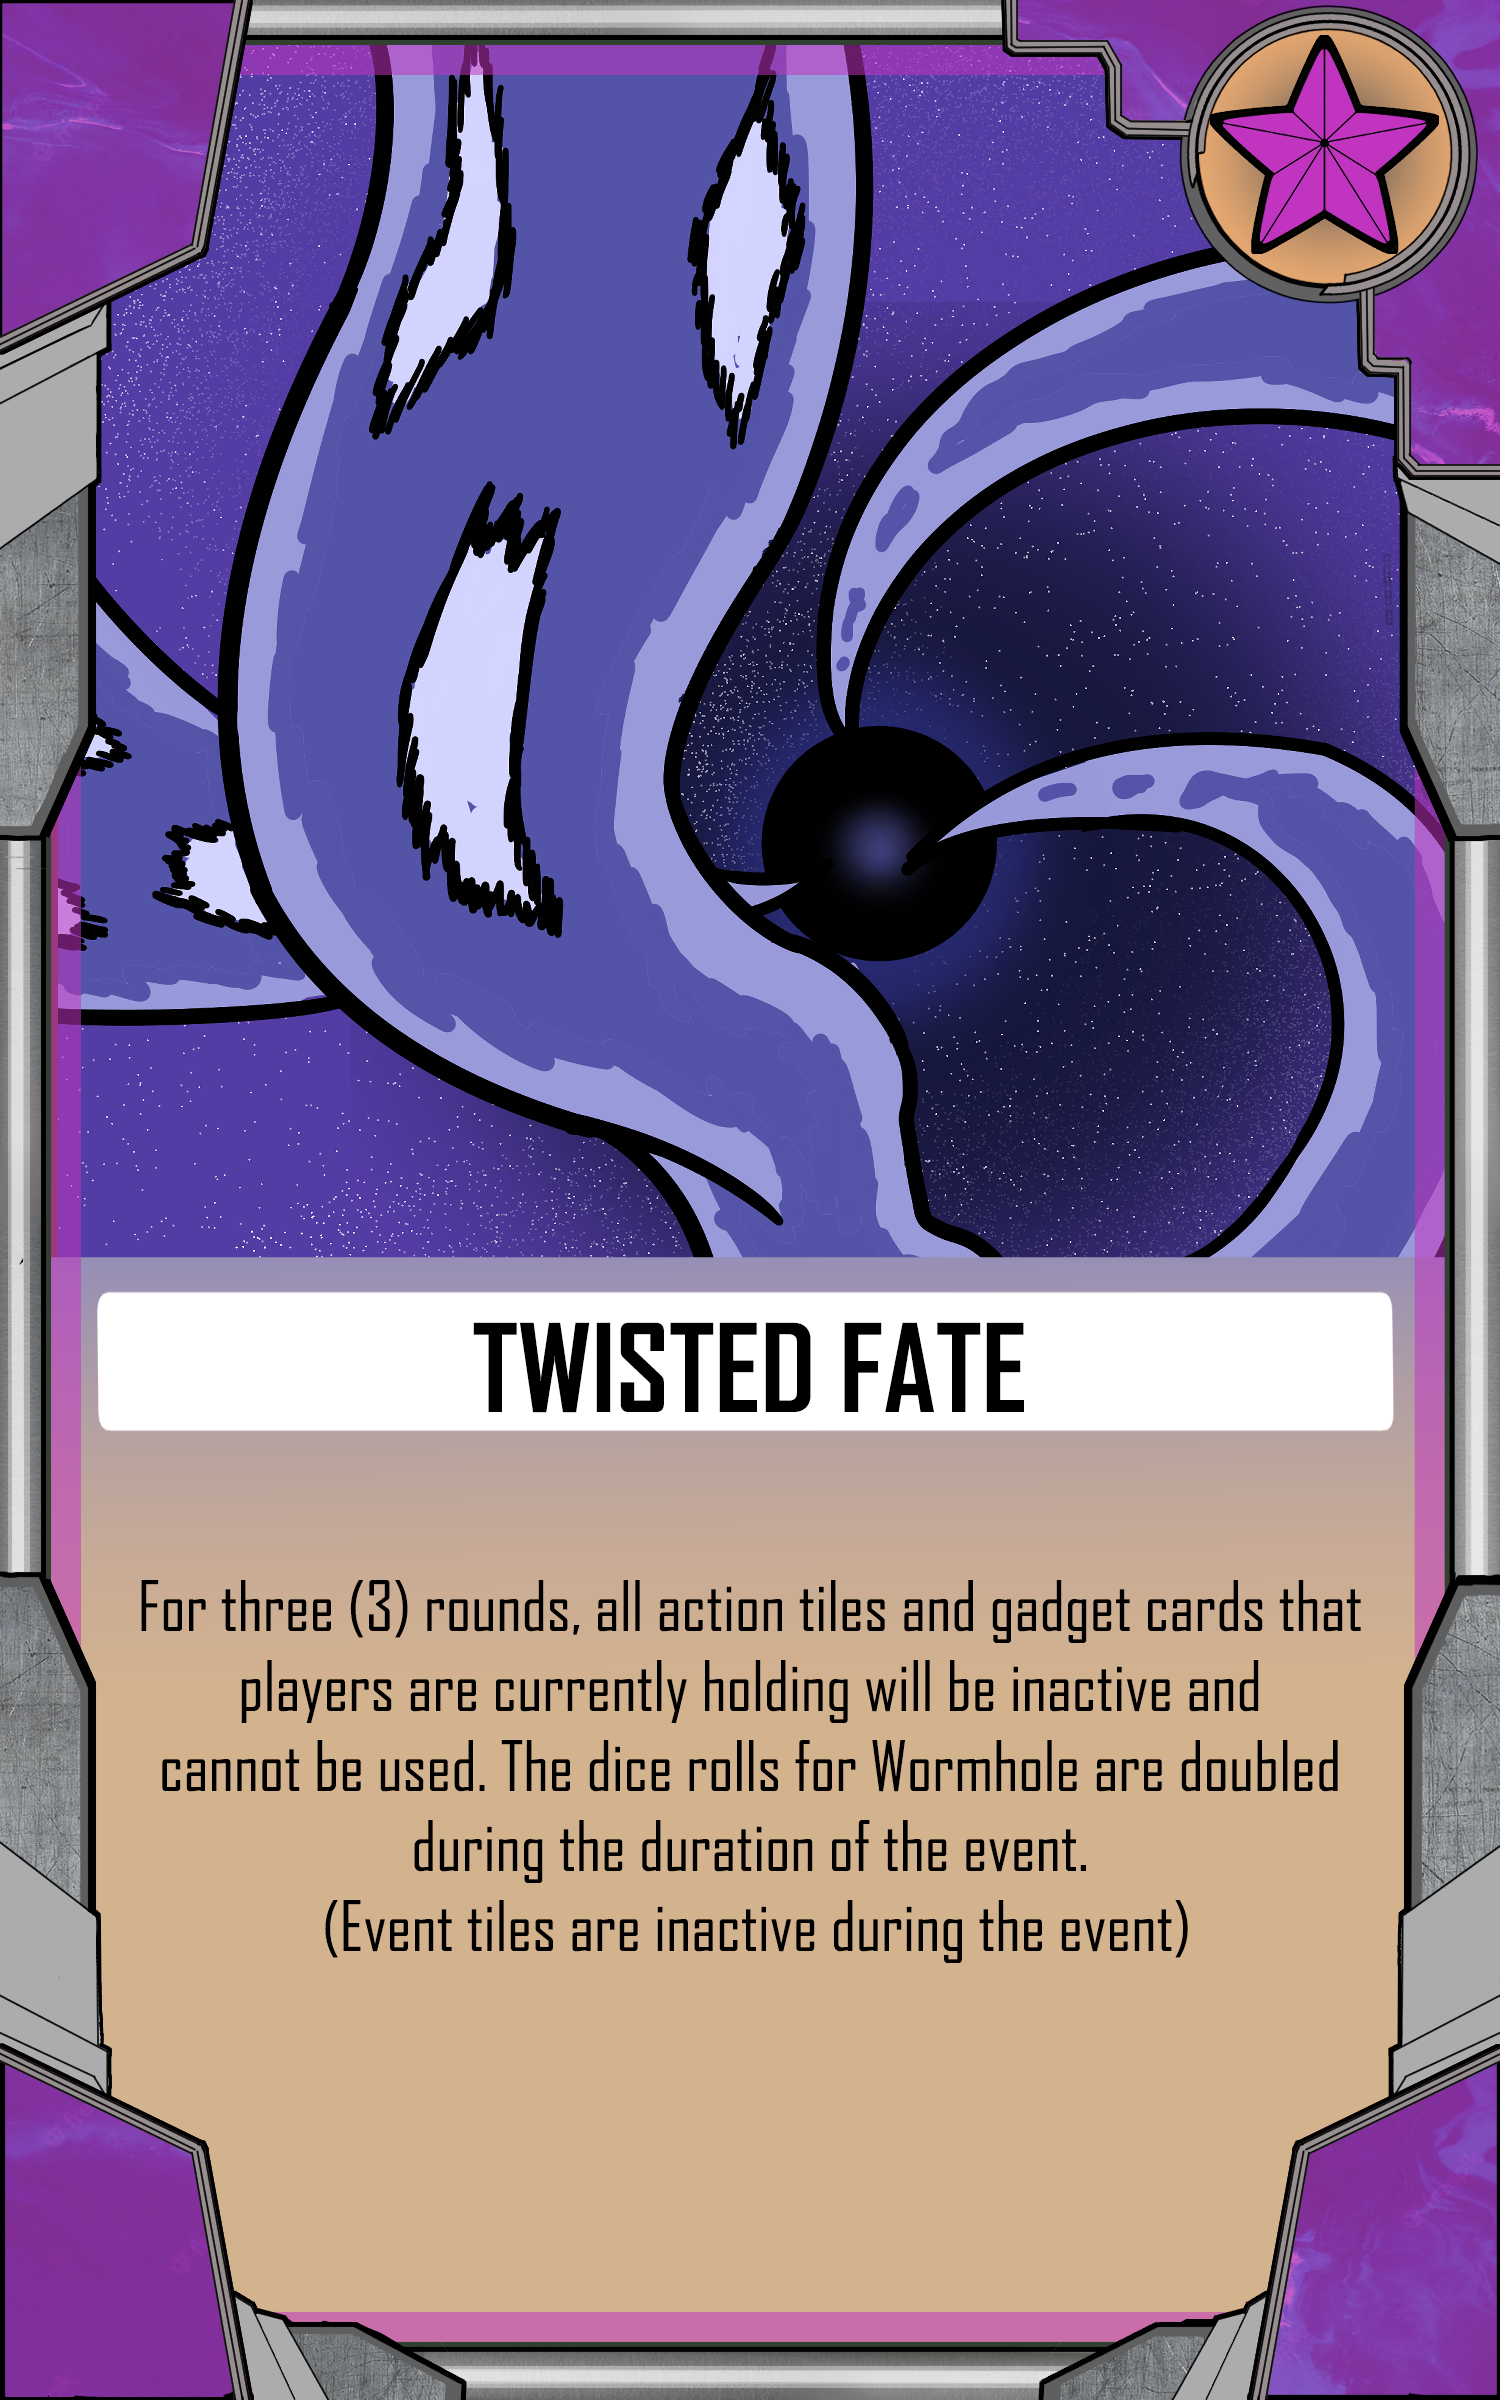 TWISTED FATE
For three (3) rounds, all action tiles and gadget cards that
players are currently holding will be inactive and
cannot be used. The dice rolls for Wormhole are doubled
during the duration of the event.
(Event tiles are inactive during the event)